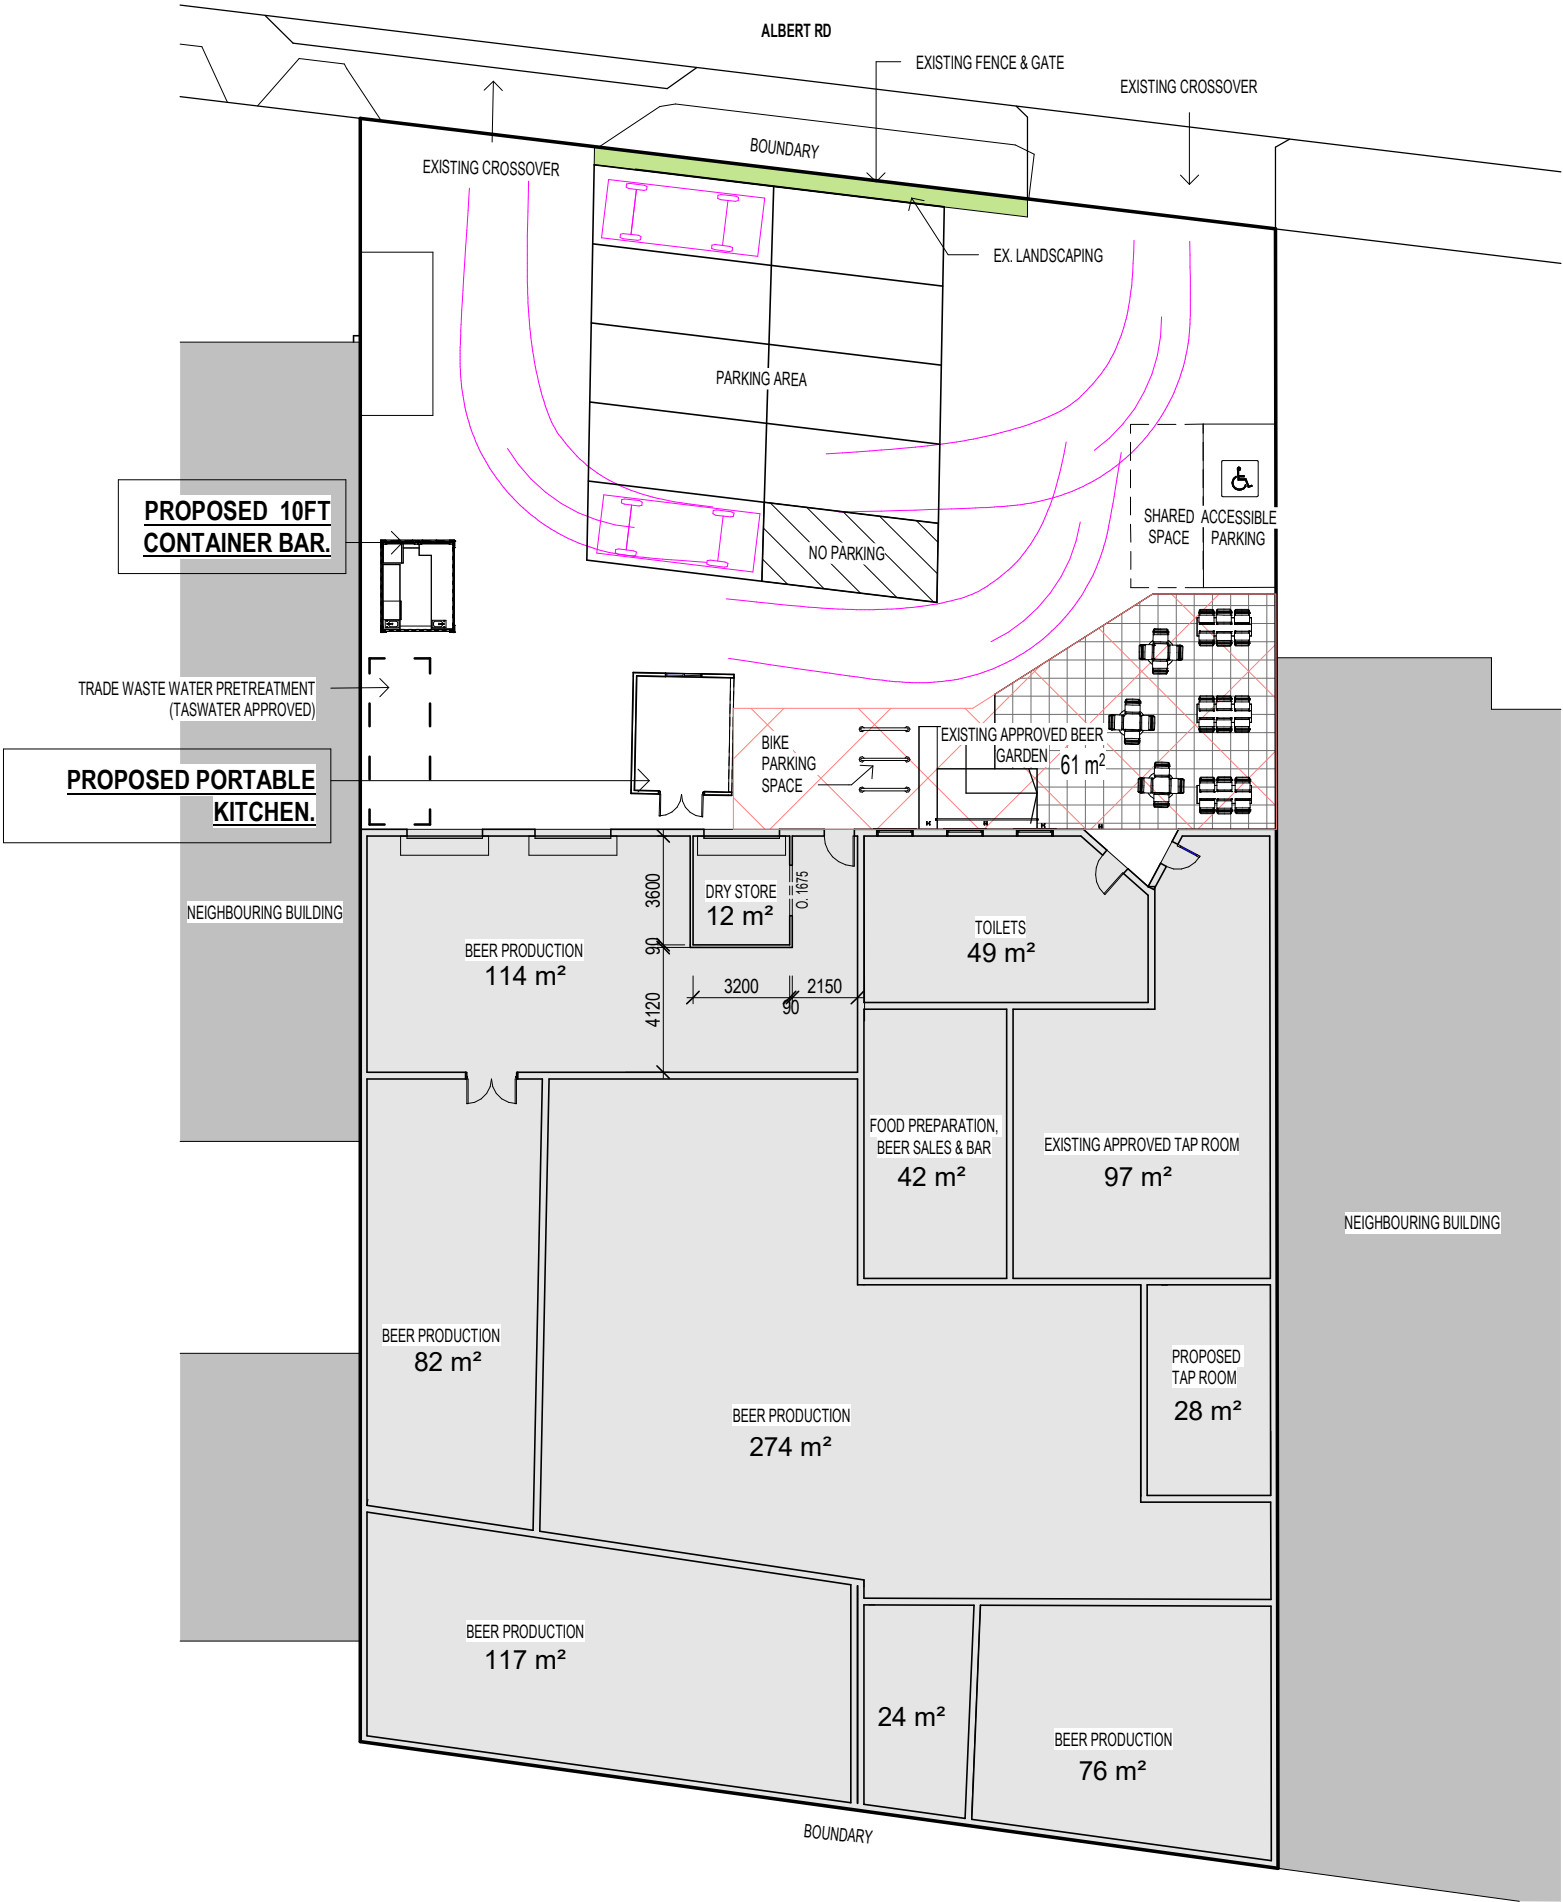 ALBERT RD
EXISTING FENCE & GATE
EXISTING CROSSOVER
BOUNDARY
EXISTING CROSSOVER
EX. LANDSCAPING
PARKING AREA
PROPOSED 10FT
CONTAINER BAR.
SHARED
SPACE
ACCESSIBLE
PARKING
NO PARKING
TRADE WASTE WATER PRETREATMENT
(TASWATER APPROVED)
BIKE
PARKING
SPACE
EXISTING APPROVED BEER
GARDEN
61 m²
PROPOSED PORTABLE
KITCHEN.
NEIGHBOURING BUILDING
3600
DRY STORE
12 m²
O. 1675
BEER PRODUCTION
114 m²
90
TOILETS
49 m²
3200
2150
90
4120
FOOD PREPARATION,
BEER SALES & BAR
42 m²
EXISTING APPROVED TAP ROOM
97 m²
NEIGHBOURING BUILDING
BEER PRODUCTION
82 m²
PROPOSED
TAP ROOM
28 m²
BEER PRODUCTION
274 m²
BEER PRODUCTION
117 m²
24 m²
BEER PRODUCTION
76 m²
BOUNDARY